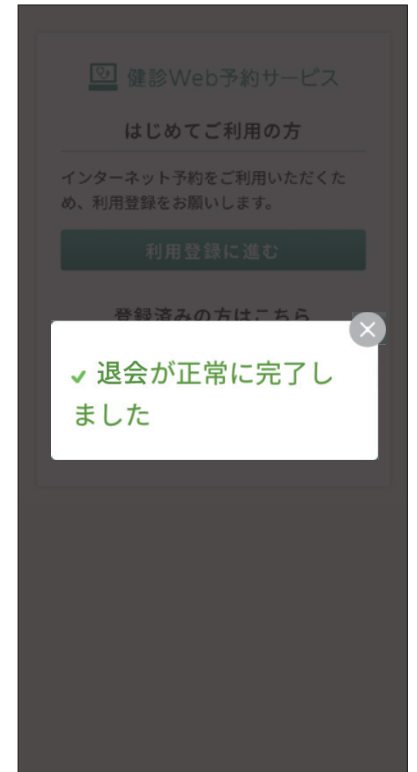 健診Web予約サービス
はじめてご利用の方
インターネット予約をご利用いただくた
め、利用登録をお願いします。
利用登録に進む
登録済みの方はこちら
退会が正常に完了し
ました